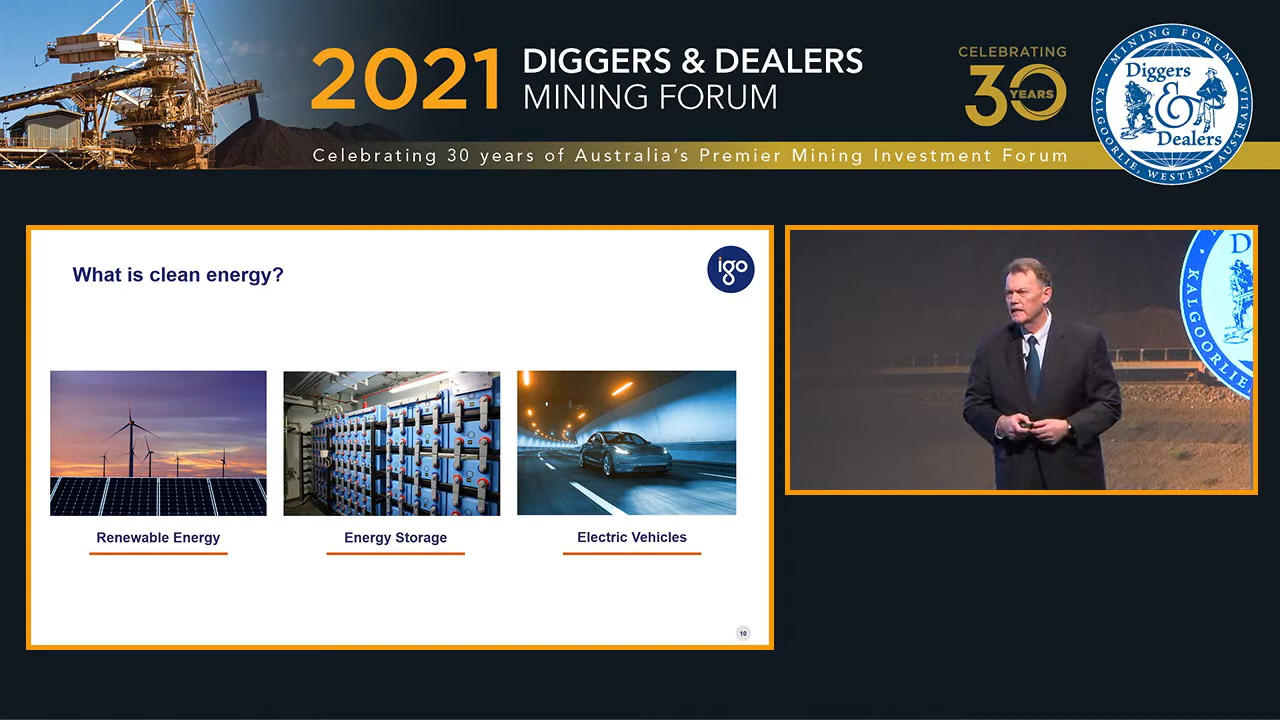 2021
DIGGERS & DEALERS
MINING FORUM
CELEBRATING
30
YEARS
Celebrating 30 years of Australia's Premier Mining Investment Forum
MINING FORUM
Diggers
&
Dealers
KALGOORLIE, WESTERN AUSTRALIA
What is clean energy?
igo
Renewable Energy
Energy Storage
Electric Vehicles
10
D
KALGOORLIE